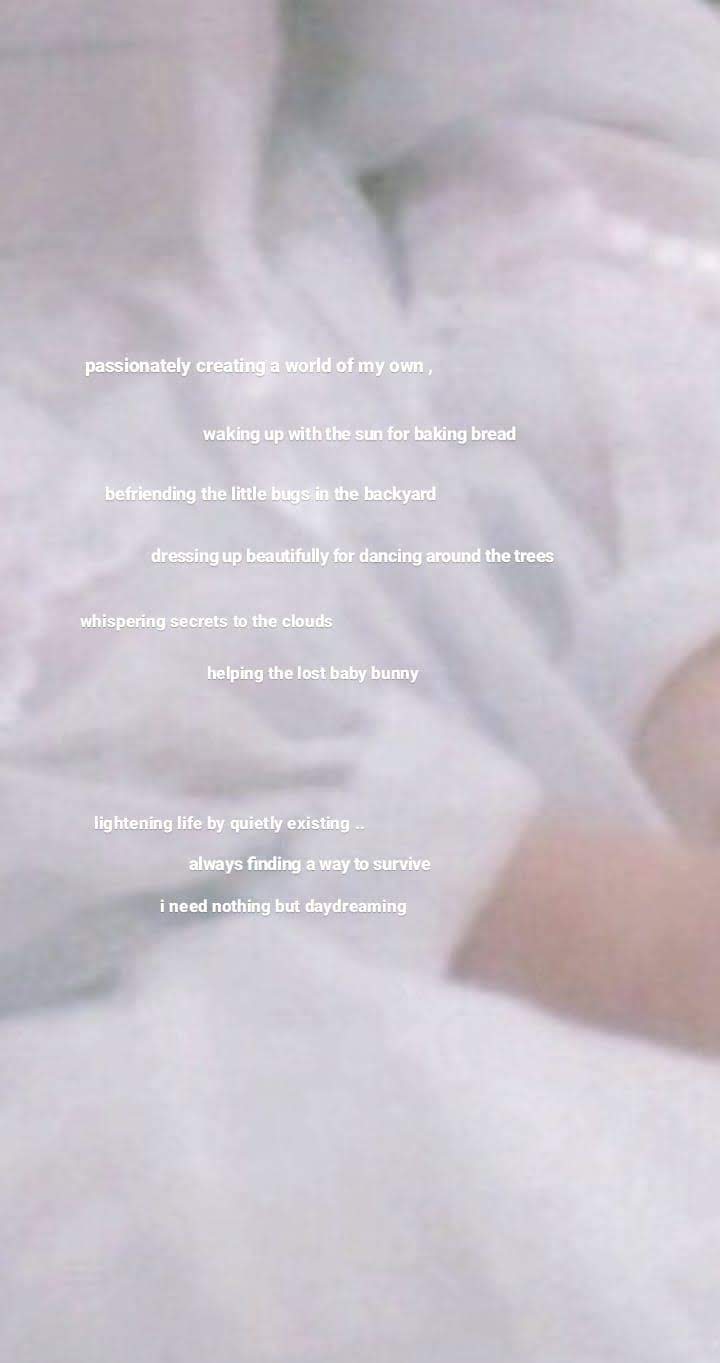 passionately creating a world of my own ,
waking up with the sun for baking bread
befriending the little bugs in the backyard
dressing up beautifully for dancing around the trees
whispering secrets to the clouds
helping the lost baby bunny
lightening life by quietly existing ..
always finding a way to survive
i need nothing but daydreaming